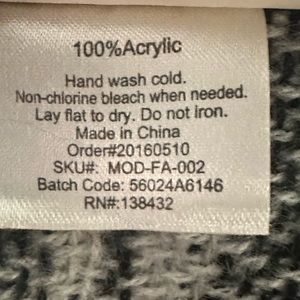 100%Acrylic
Hand wash cold.
Non-chlorine bleach when needed.
Lay flat to dry. Do not Iron.
Made in China
Order#20160510
SKU#: MOD-FA-002
Batch Code: 56024A6146
RN#:138432